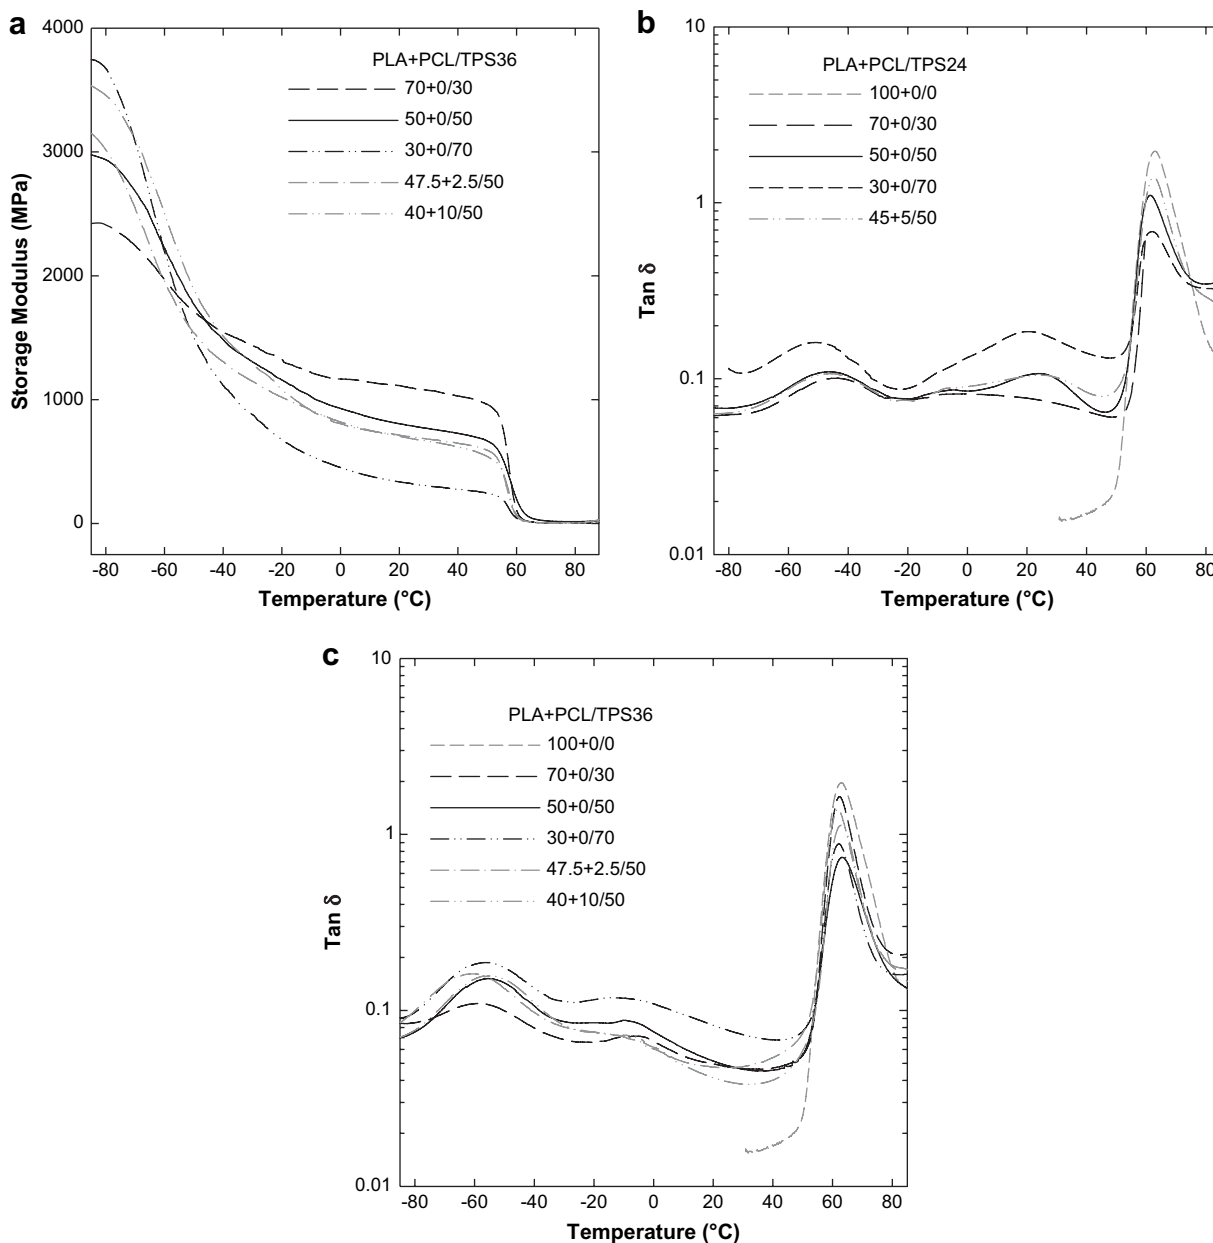 a
4000
3000
2000
1000
0
Storage Modulus (MPa)
PLA+PCL/TPS36
70+0/30
50+0/50
30+0/70
47.5+2.5/50
40+10/50
-80 -60 -40 -20 0 20 40 60 80
Temperature (°C)
b
10
1
0.1
0.01
Tan δ
PLA+PCL/TPS24
100+0/0
70+0/30
50+0/50
30+0/70
45+5/50
-80 -60 -40 -20 0 20 40 60 80
Temperature (°C)
c
10
1
0.1
0.01
Tan δ
PLA+PCL/TPS36
100+0/0
70+0/30
50+0/50
30+0/70
47.5+2.5/50
40+10/50
-80 -60 -40 -20 0 20 40 60 80
Temperature (°C)